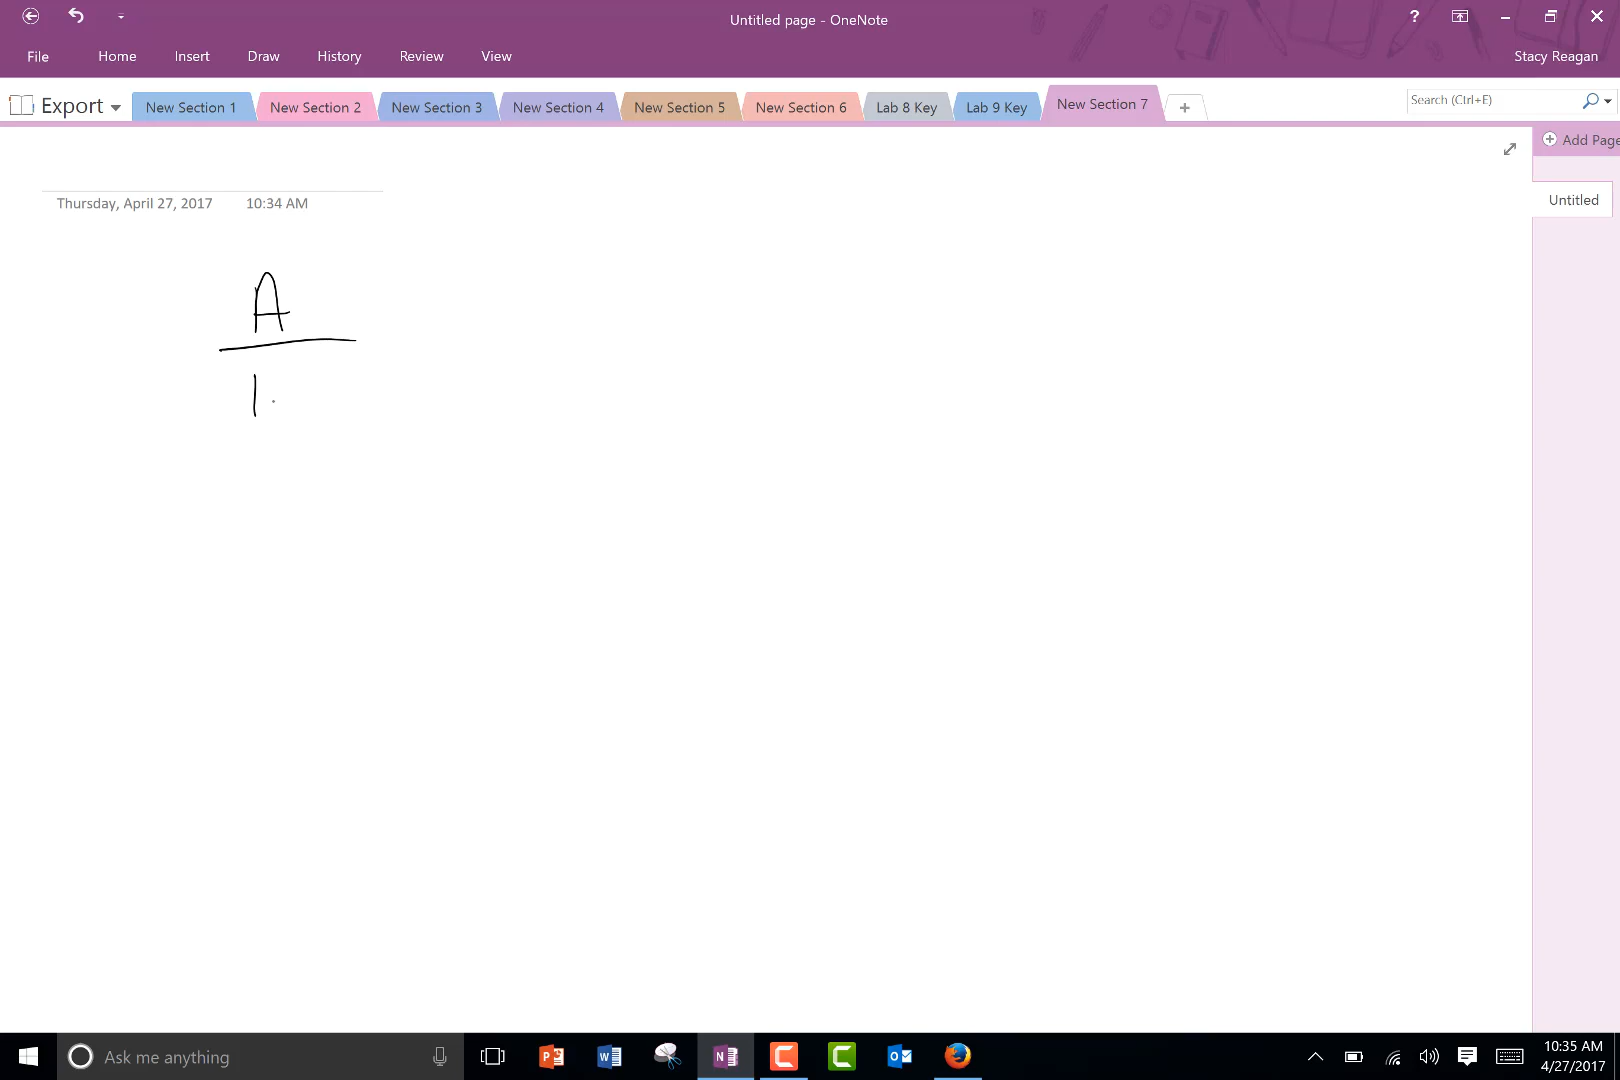 Untitled page - OneNote
?
File Home Insert Draw History Review View
Stacy Reagan
Export New Section 1 New Section 2 New Section 3 New Section 4 New Section 5 New Section 6 Lab 8 Key Lab 9 Key New Section 7 +
Search (Ctrl+E)
Add Page
Untitled
Thursday, April 27, 2017 10:34 AM
A
1.
Ask me anything
10:35 AM
4/27/2017